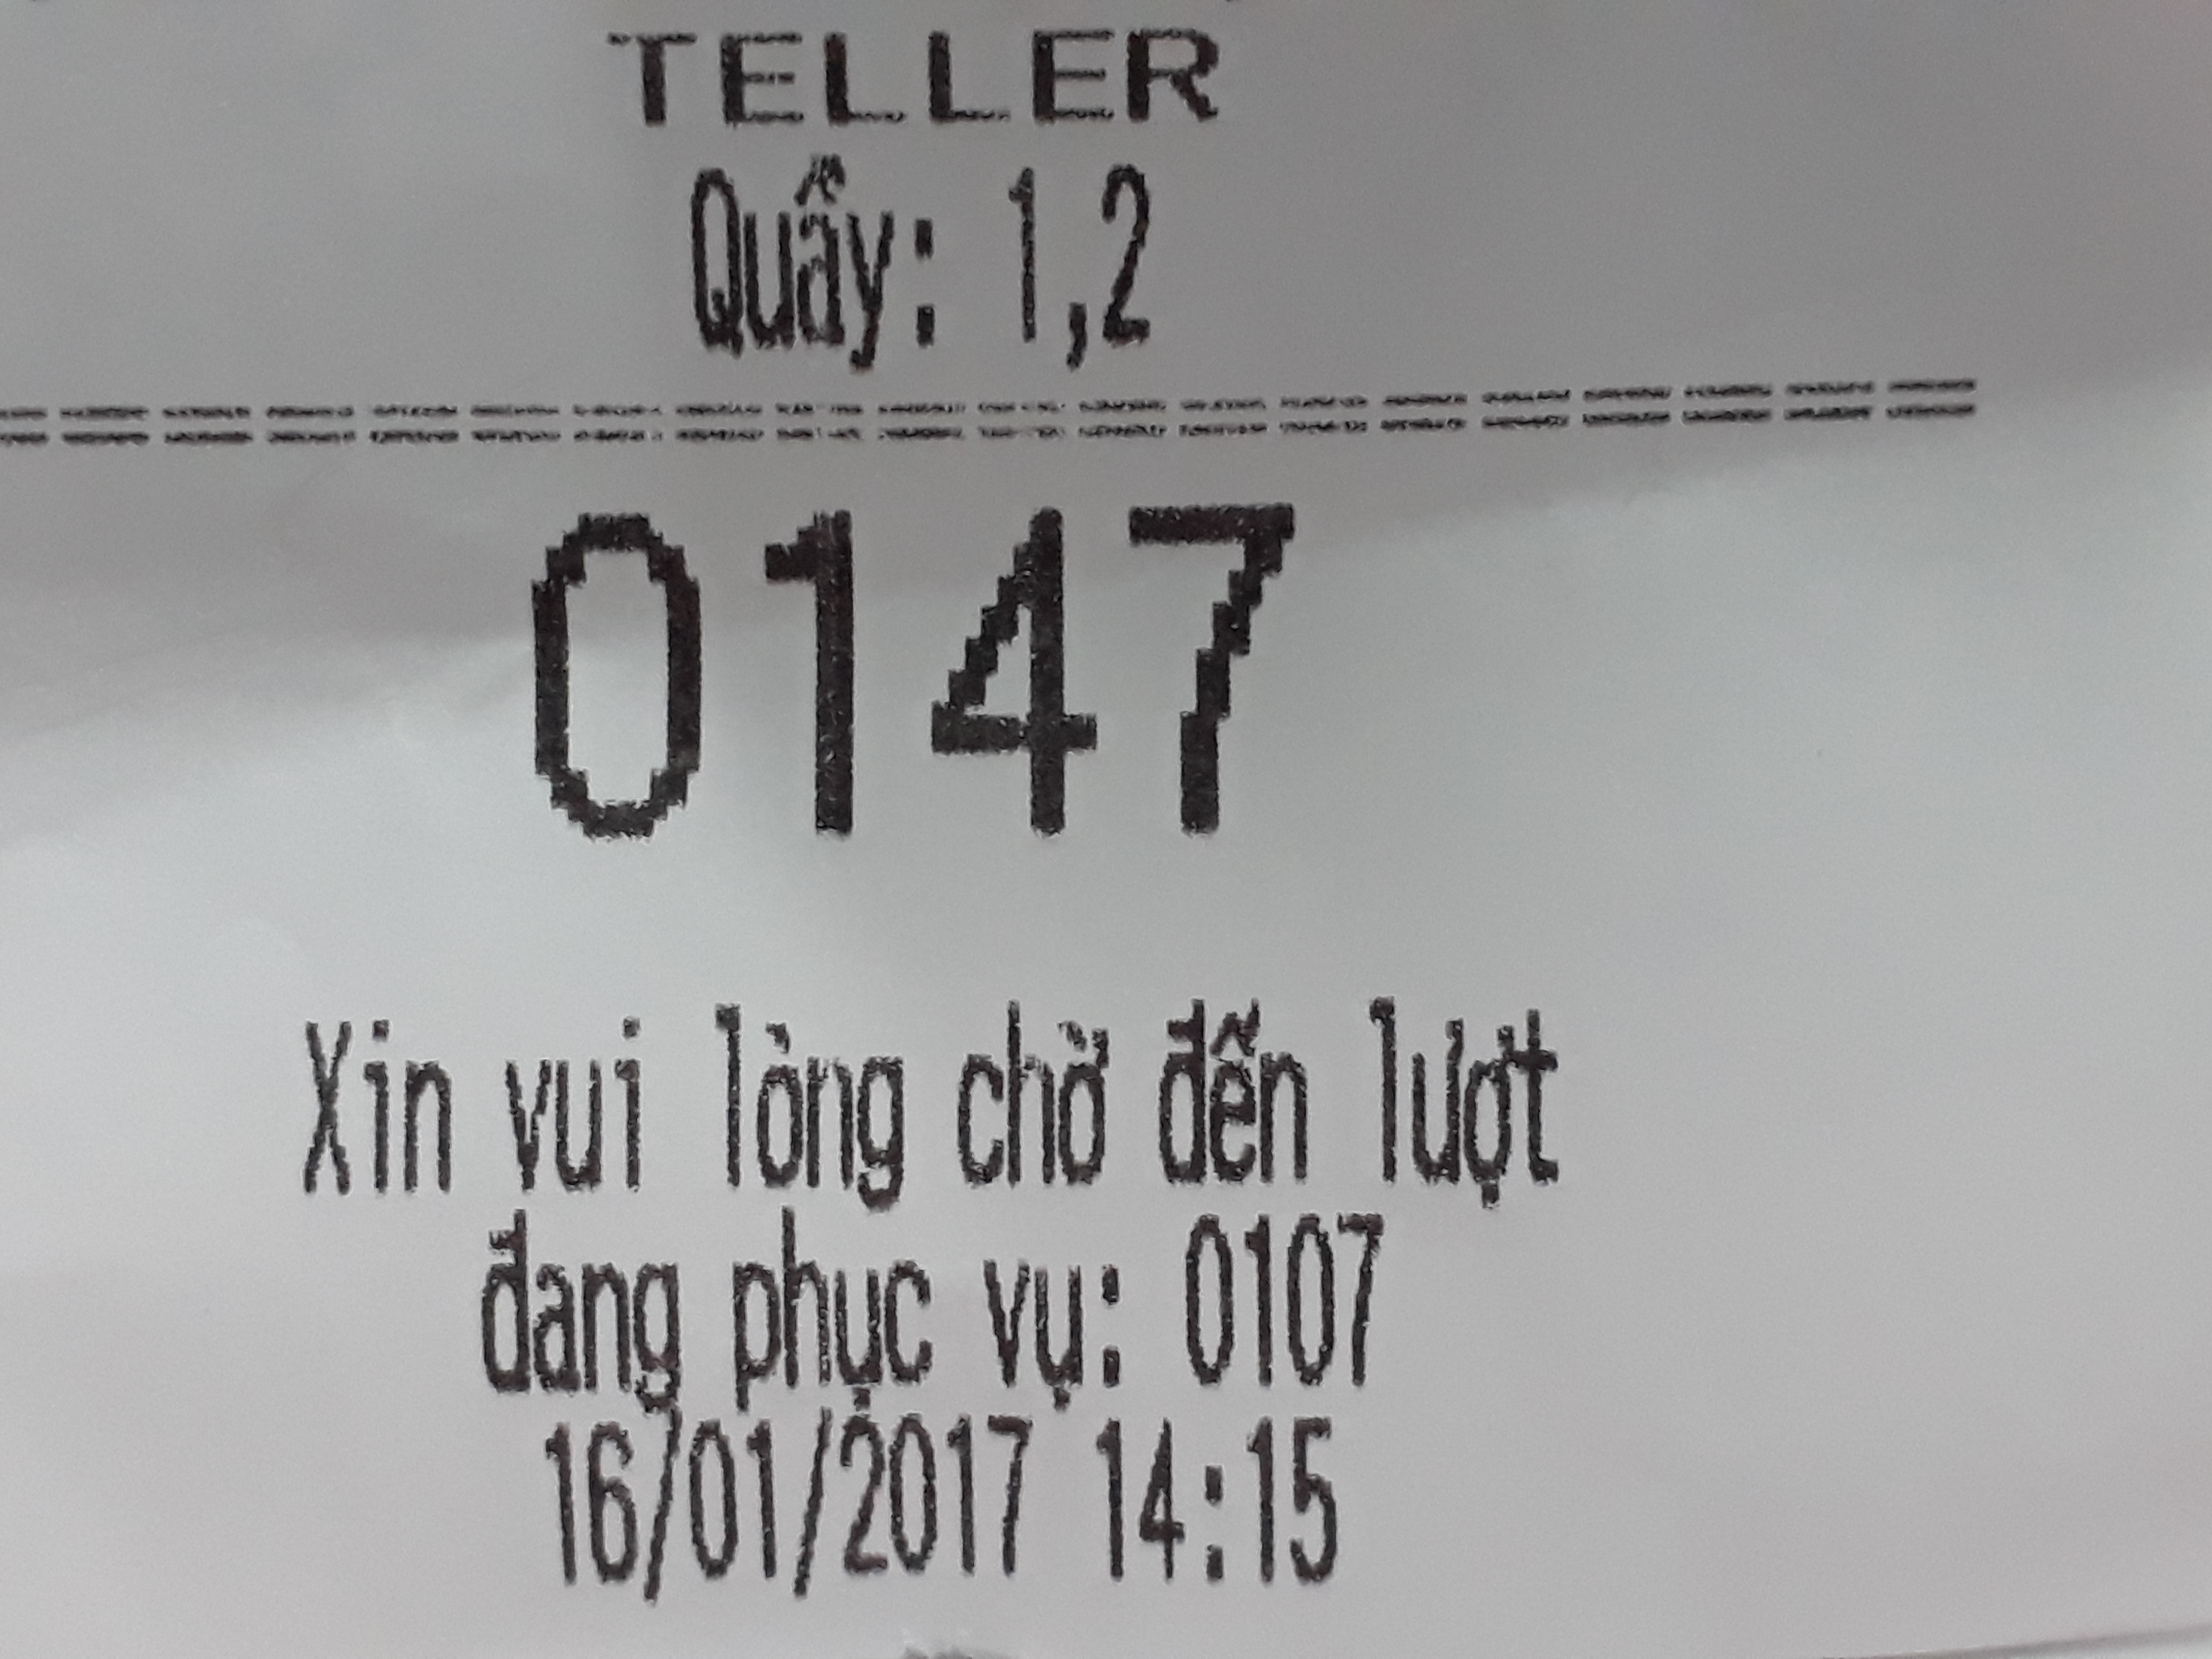 TELLER
Quầy: 1,2
0147
Xin vui lòng chờ đến lượt
đang phục vụ: 0107
16/01/2017 14:15